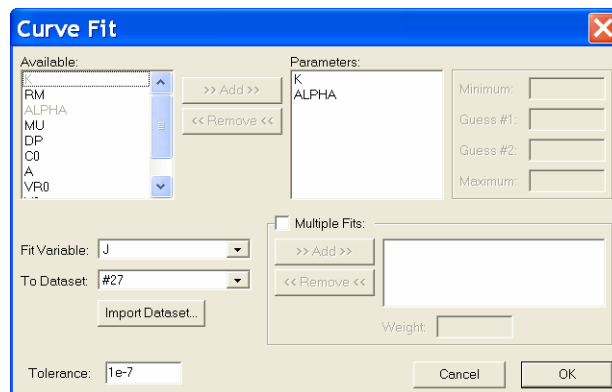 Curve Fit
Available:
K
RM
ALPHA
MU
DP
C0
A
VR0
>> Add >>
<< Remove <<
Parameters:
K
ALPHA
Minimum:
Guess #1:
Guess #2:
Maximum:
Fit Variable: J
To Dataset: #27
Import Dataset...
Tolerance: 1e-7
Multiple Fits:
>> Add >>
<< Remove <<
Weight:
Cancel
OK